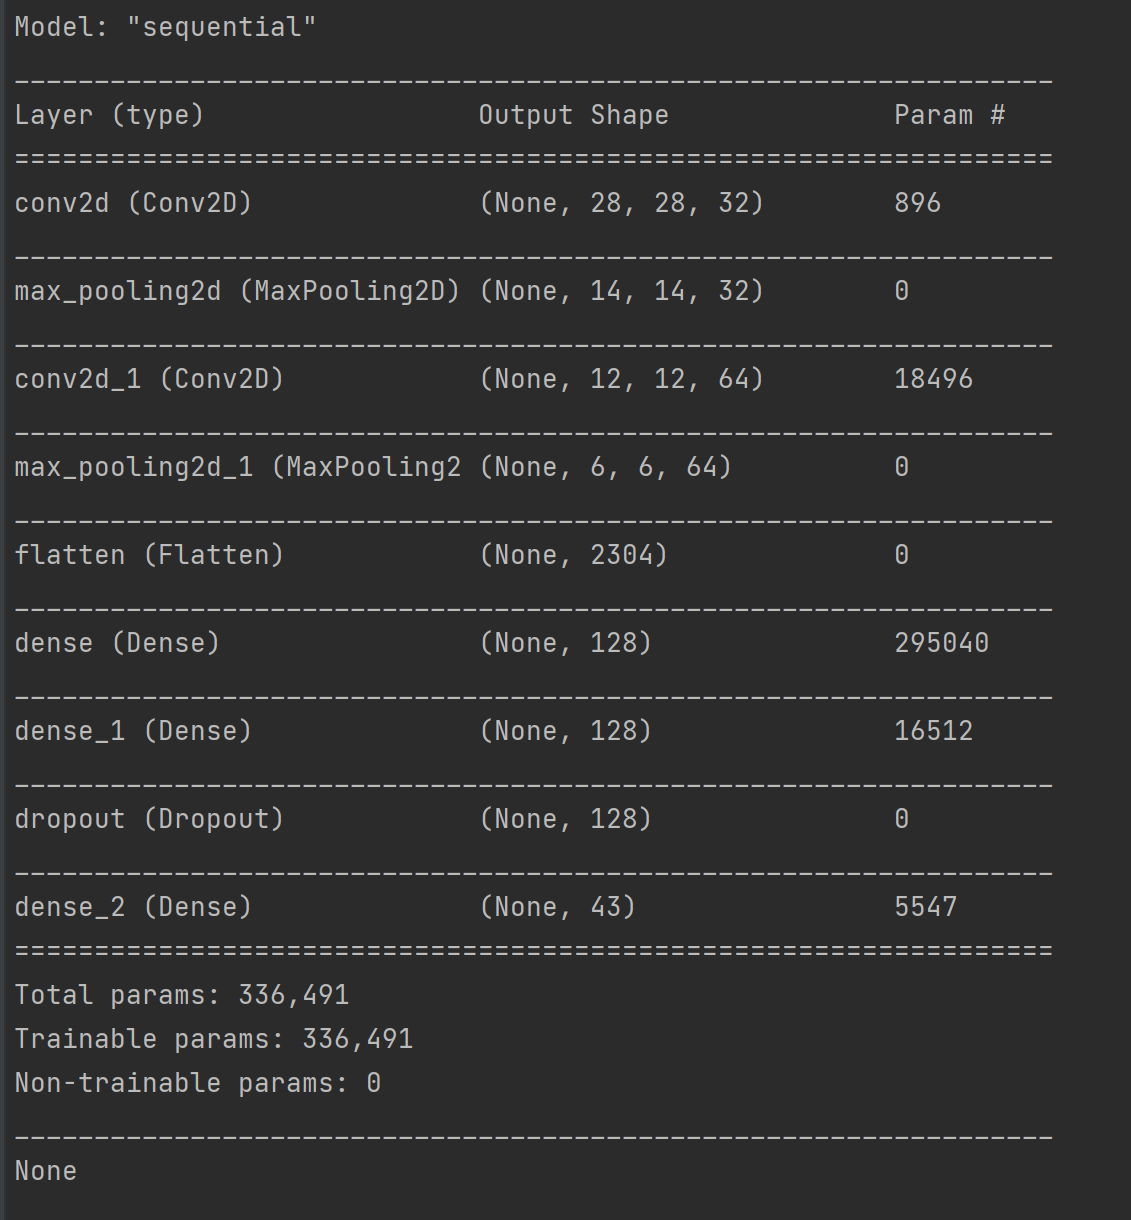 Model: "sequential"
_________________________________________________________________
Layer (type)                 Output Shape              Param #
=================================================================
conv2d (Conv2D)              (None, 28, 28, 32)        896
_________________________________________________________________
max_pooling2d (MaxPooling2D) (None, 14, 14, 32)        0
_________________________________________________________________
conv2d_1 (Conv2D)            (None, 12, 12, 64)        18496
_________________________________________________________________
max_pooling2d_1 (MaxPooling2 (None, 6, 6, 64)          0
_________________________________________________________________
flatten (Flatten)            (None, 2304)              0
_________________________________________________________________
dense (Dense)                (None, 128)               295040
_________________________________________________________________
dense_1 (Dense)              (None, 128)               16512
_________________________________________________________________
dropout (Dropout)            (None, 128)               0
_________________________________________________________________
dense_2 (Dense)              (None, 43)                5547
=================================================================
Total params: 336,491
Trainable params: 336,491
Non-trainable params: 0
_________________________________________________________________
None